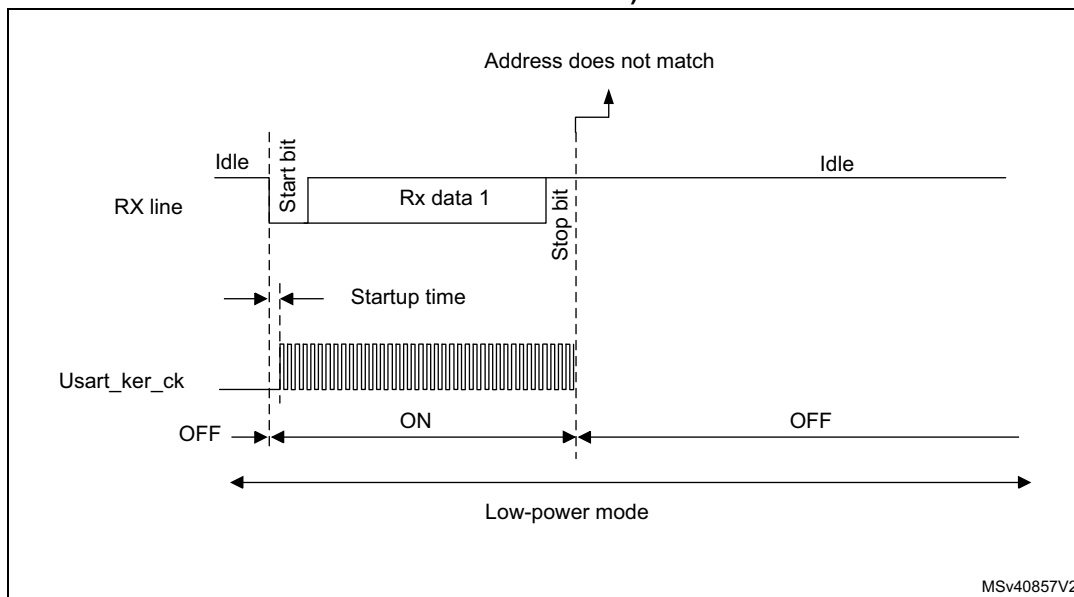 Address does not match
Idle
Start bit
Idle
RX line
Rx data 1
Stop bit
Startup time
Usart_ker_ck
OFF
ON
OFF
Low-power mode
MSv40857V2